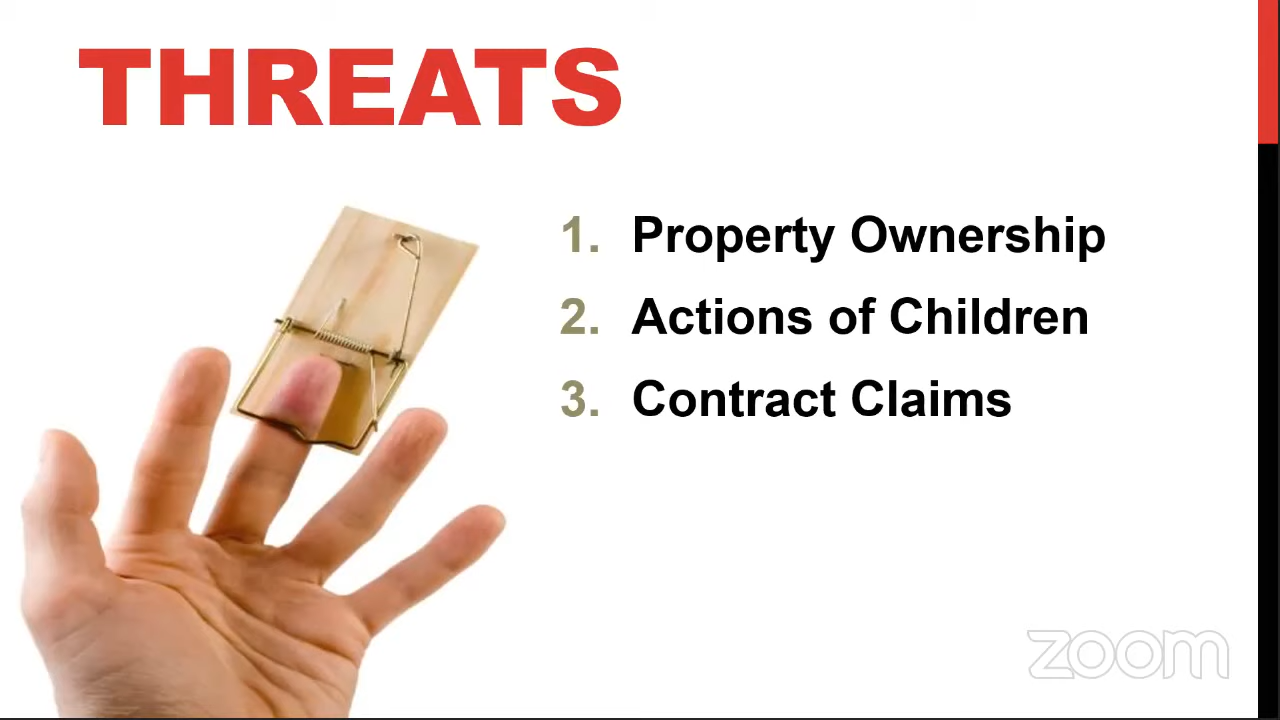 THREATS
1. Property Ownership
2. Actions of Children
3. Contract Claims
zoom